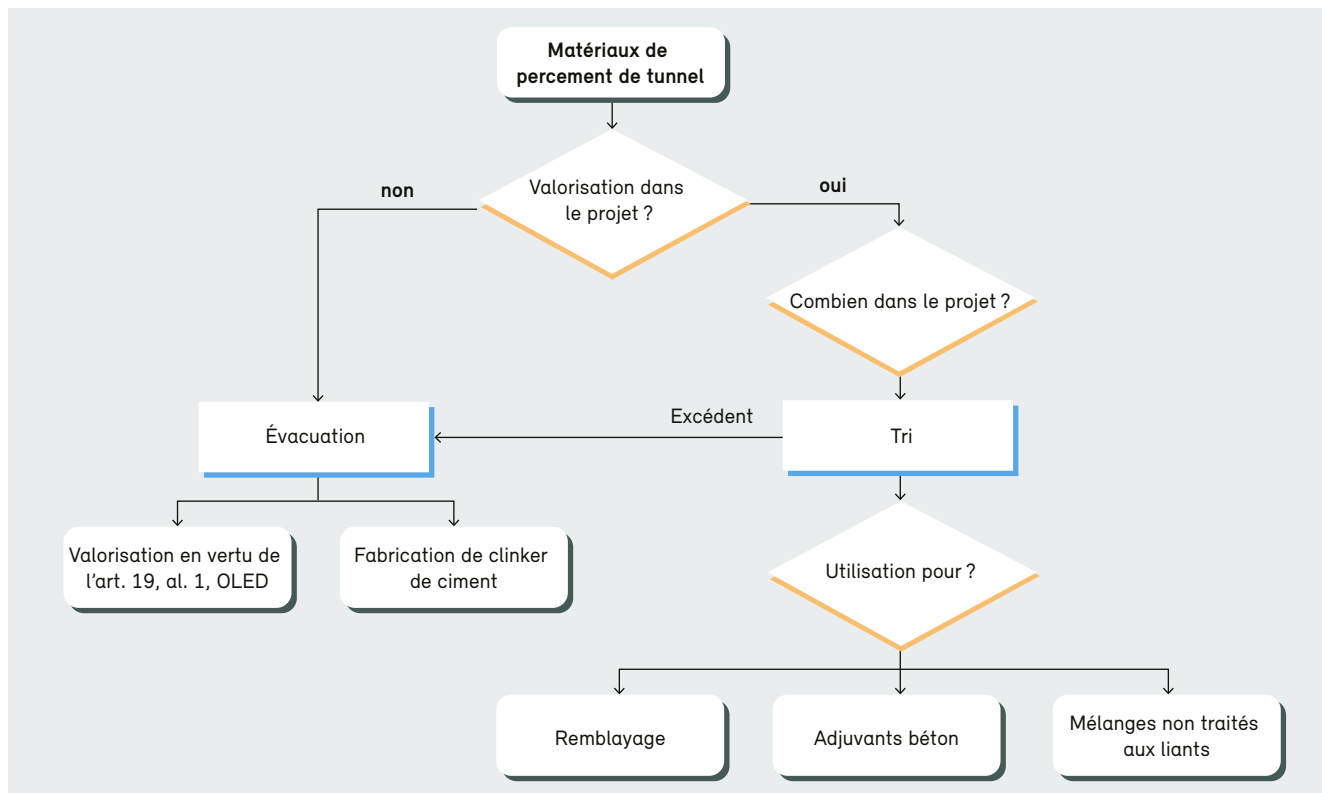 Matériaux de
percement de tunnel
Valorisation dans
le projet ?
non
oui
Combien dans le projet ?
Excédent
Évacuation
Tri
Valorisation en vertu de
l’art. 19, al. 1, OLED
Fabrication de clinker
de ciment
Utilisation pour ?
Remblayage
Adjuvants béton
Mélanges non traités
aux liants